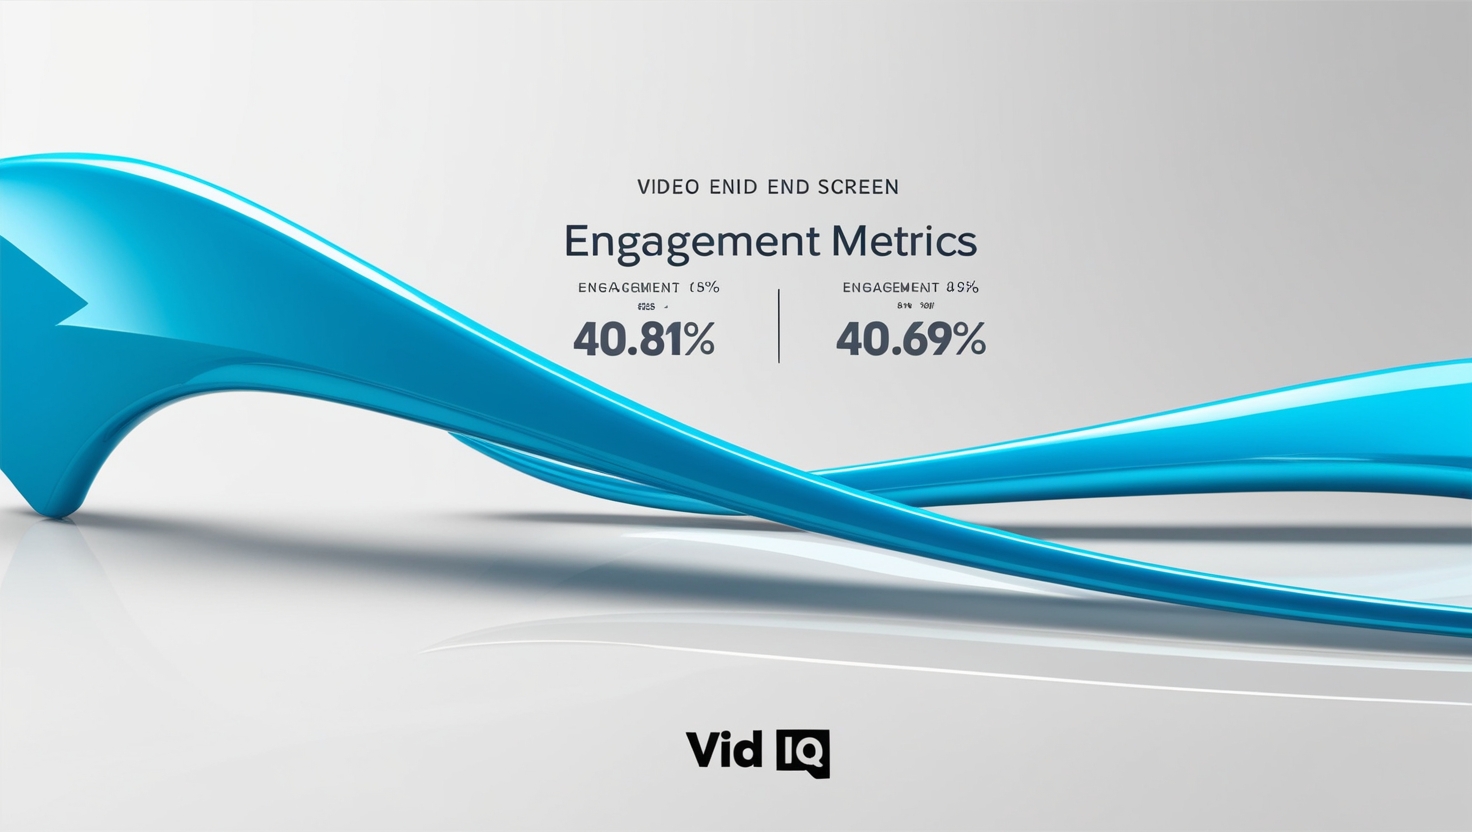 VIDEO ENID END SCREEN
Engagement Metrics
ENGAGEMENT
ENGAGEMENT
40.81%
40.69%
Vid IQ